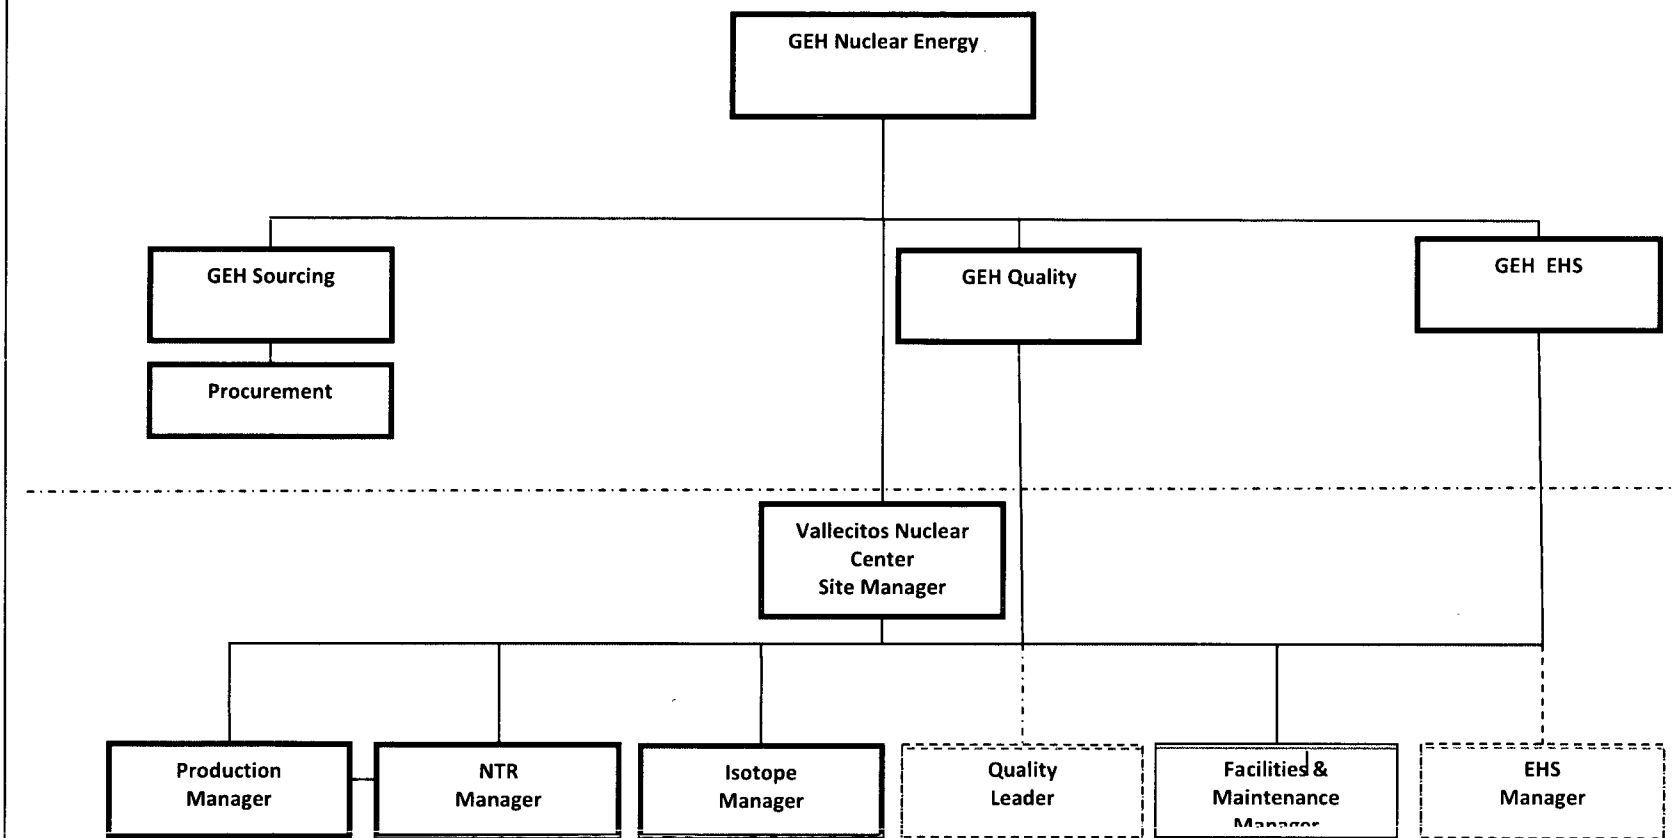 GEH Nuclear Energy
GEH Sourcing
GEH Quality
GEH EHS
Procurement
Vallecitos Nuclear
Center
Site Manager
Production
Manager
NTR
Manager
Isotope
Manager
Quality
Leader
Facilities &
Maintenance
Manager
EHS
Manager